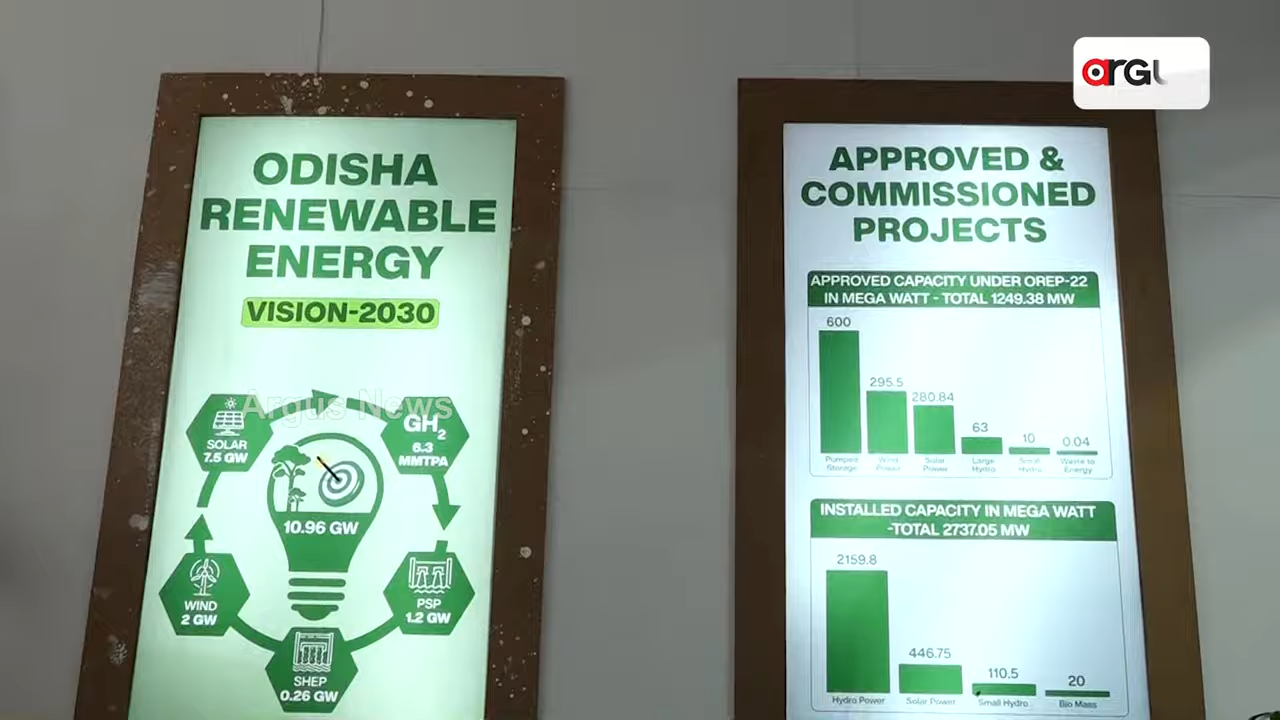 ODISHA
RENEWABLE
ENERGY
VISION-2030
Argus News
SOLAR
7.5 GW
GH2
6.3
MMTPA
10.96 GW
WIND
2 GW
PSP
1.2 GW
SHEP
0.26 GW
arGU
APPROVED &
COMMISSIONED
PROJECTS
APPROVED CAPACITY UNDER OREP-22
IN MEGA WATT - TOTAL 1249.38 MW
600
295.5
280.84
63
10
0.04
Pumped Storage
Wind Power
Solar Power
Large Hydro
Small Hydro
Waste to Energy
INSTALLED CAPACITY IN MEGA WATT
-TOTAL 2737.05 MW
2159.8
446.75
110.5
20
Hydro Power
Solar Power
Small Hydro
Bio Mass